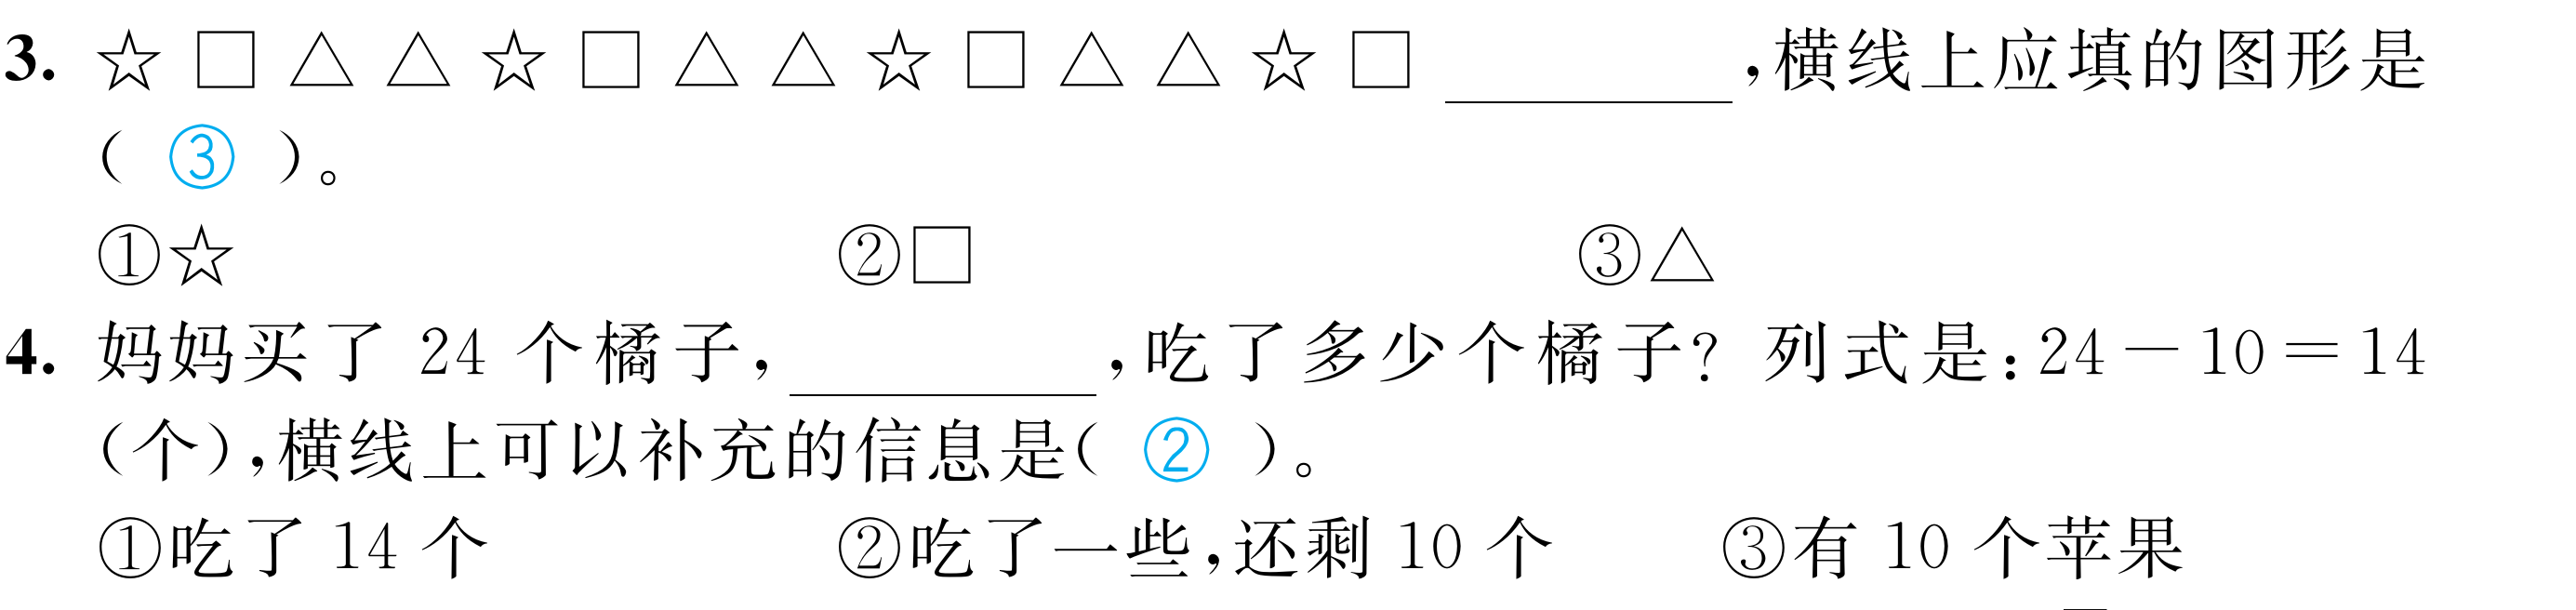 3. ☆□△△☆□△△☆□△△☆□________,横线上应填的图形是
( ③ )。
①☆ ②□ ③△
4. 妈妈买了 24 个橘子,________,吃了多少个橘子? 列式是:24-10=14
(个),横线上可以补充的信息是( ② )。
①吃了 14 个 ②吃了一些,还剩 10 个 ③有 10 个苹果